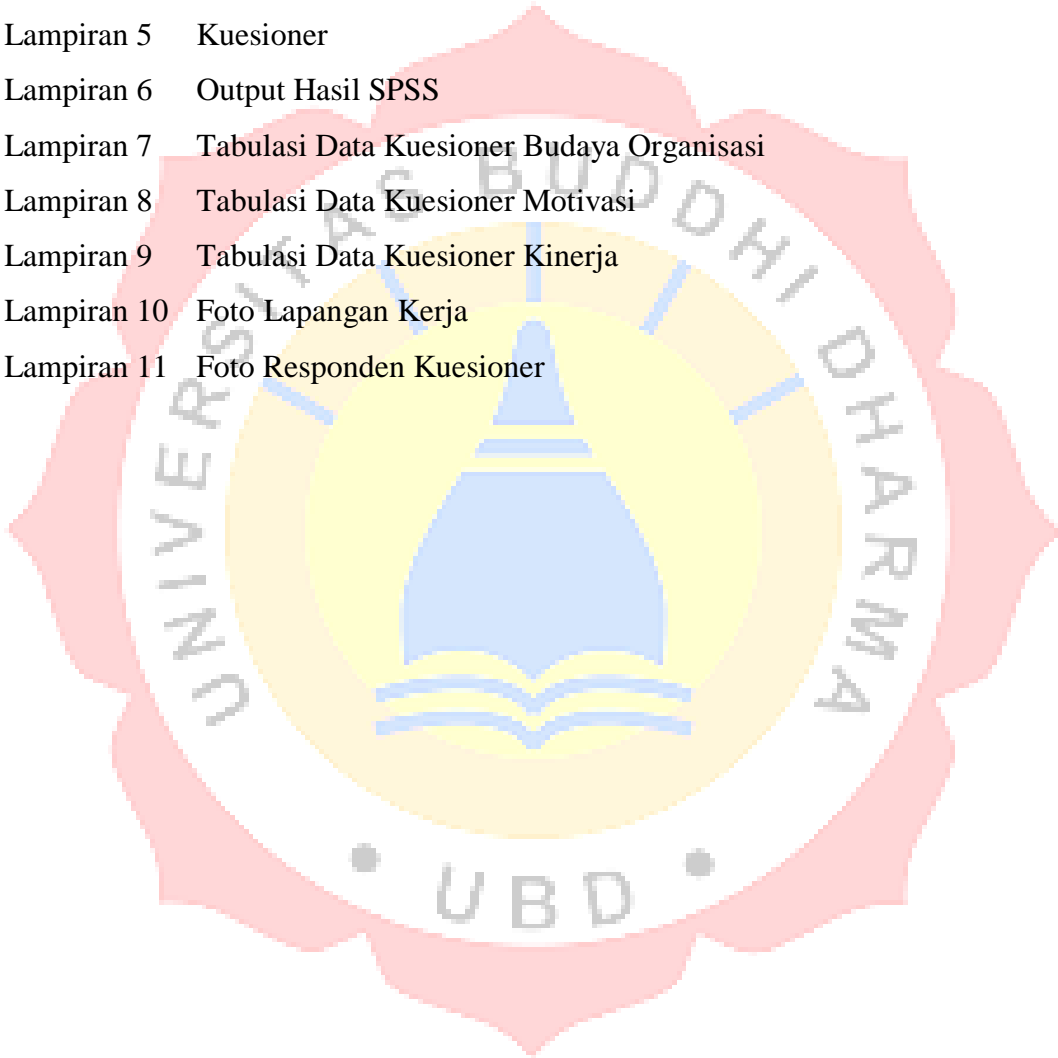 Lampiran 5 Kuesioner
Lampiran 6 Output Hasil SPSS
Lampiran 7 Tabulasi Data Kuesioner Budaya Organisasi
Lampiran 8 Tabulasi Data Kuesioner Motivasi
Lampiran 9 Tabulasi Data Kuesioner Kinerja
Lampiran 10 Foto Lapangan Kerja
Lampiran 11 Foto Responden Kuesioner
UNIVERSITAS BUDDHI DHARMA
• UBD •